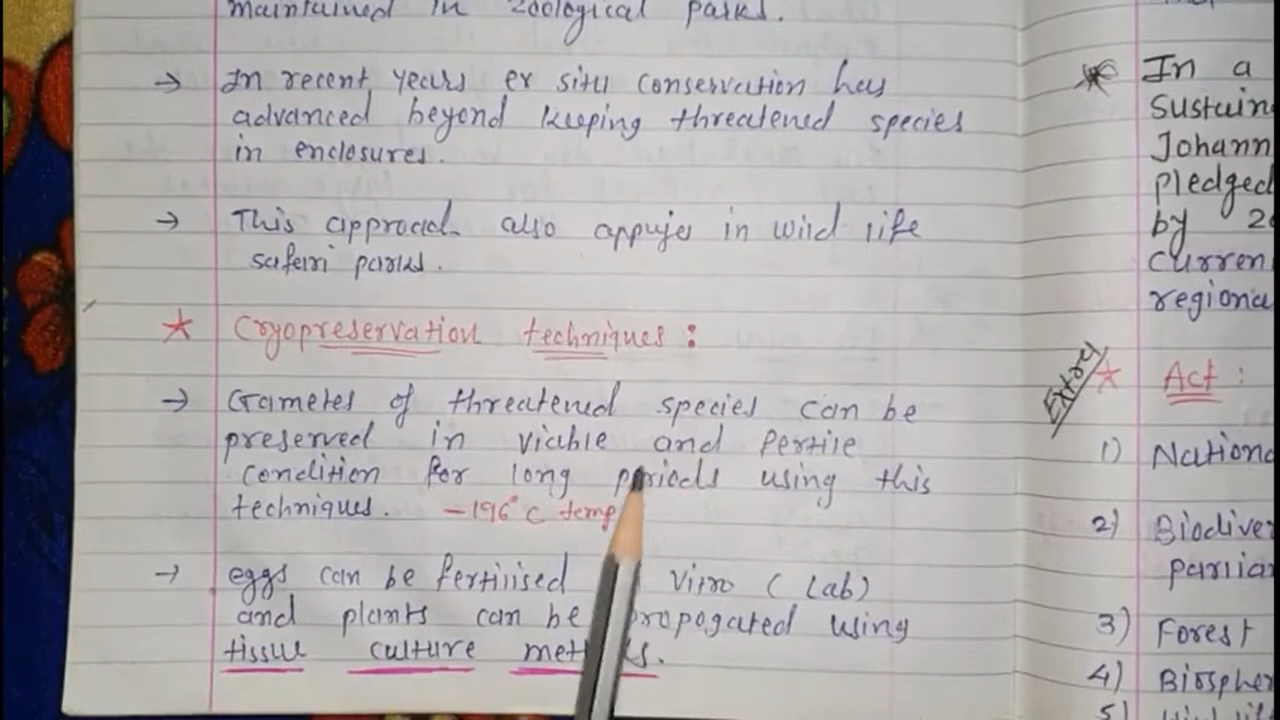 maintained in zoological parks.
→ In recent years ex situ conservation has
advanced beyond keeping threatened species
in enclosures.
→ This approach also applies in wild life
safari parks.
* Cryopreservation techniques :
→ Gametes of threatened species can be
preserved in viable and fertile
condition for long periods using this
techniques. -196°C temp
→ eggs can be fertilised vitro (Lab)
and plants can be propogated using
tissue culture
* In a
Sustain
Johann
pledged
by 20
Curren
regiona
Extra
* Act :
1) Nationa
2) Biodiver
parlia
3) Forest
4) Biospher
5)